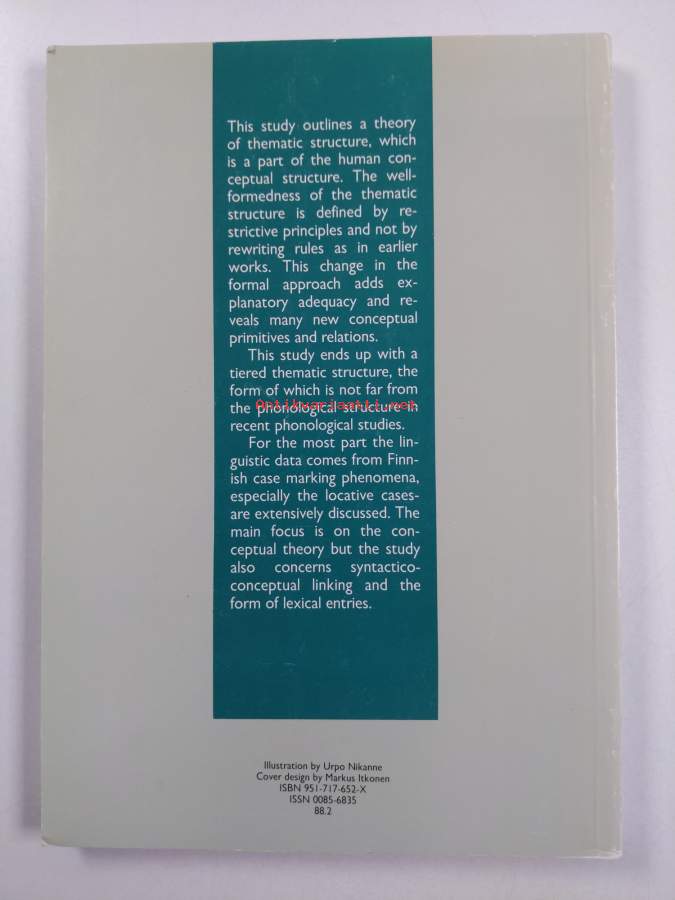 This study outlines a theory
of thematic structure, which
is a part of the human con-
ceptual structure. The well-
formedness of the thematic
structure is defined by re-
strictive principles and not by
rewriting rules as in earlier
works. This change in the
formal approach adds ex-
planatory adequacy and re-
veals many new conceptual
primitives and relations.
This study ends up with a
tiered thematic structure, the
form of which is not far from
Antikvariaatti.net
the phonological structure in
recent phonological studies.
For the most part the lin-
guistic data comes from Finn-
ish case marking phenomena,
especially the locative cases-
are extensively discussed. The
main focus is on the con-
ceptual theory but the study
also concerns syntactico-
conceptual linking and the
form of lexical entries.
Illustration by Urpo Nikanne
Cover design by Markus Itkonen
ISBN 951-717-652-X
ISSN 0085-6835
88.2